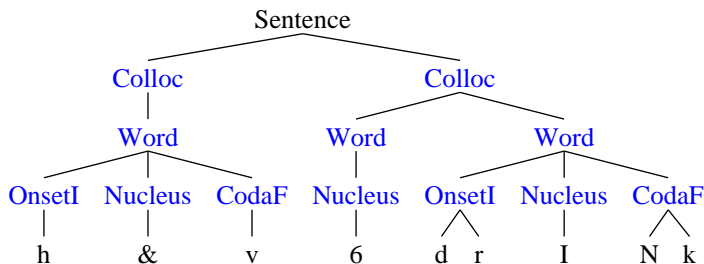 Sentence
Colloc Colloc
Word Word Word
OnsetI Nucleus CodaF Nucleus OnsetI Nucleus CodaF
h & v 6 d r I N k